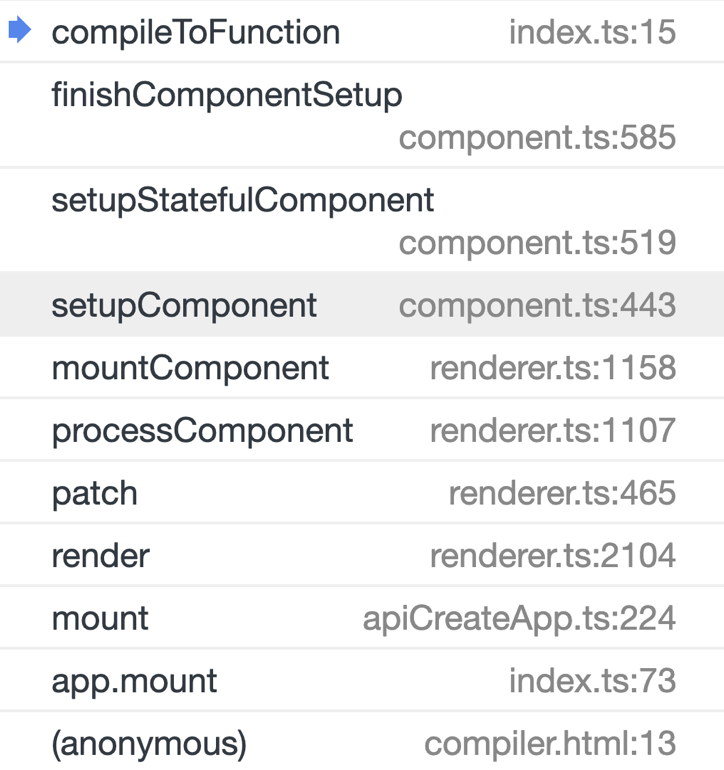 compileToFunction index.ts:15
finishComponentSetup
component.ts:585
setupStatefulComponent
component.ts:519
setupComponent component.ts:443
mountComponent renderer.ts:1158
processComponent renderer.ts:1107
patch renderer.ts:465
render renderer.ts:2104
mount apiCreateApp.ts:224
app.mount index.ts:73
(anonymous) compiler.html:13